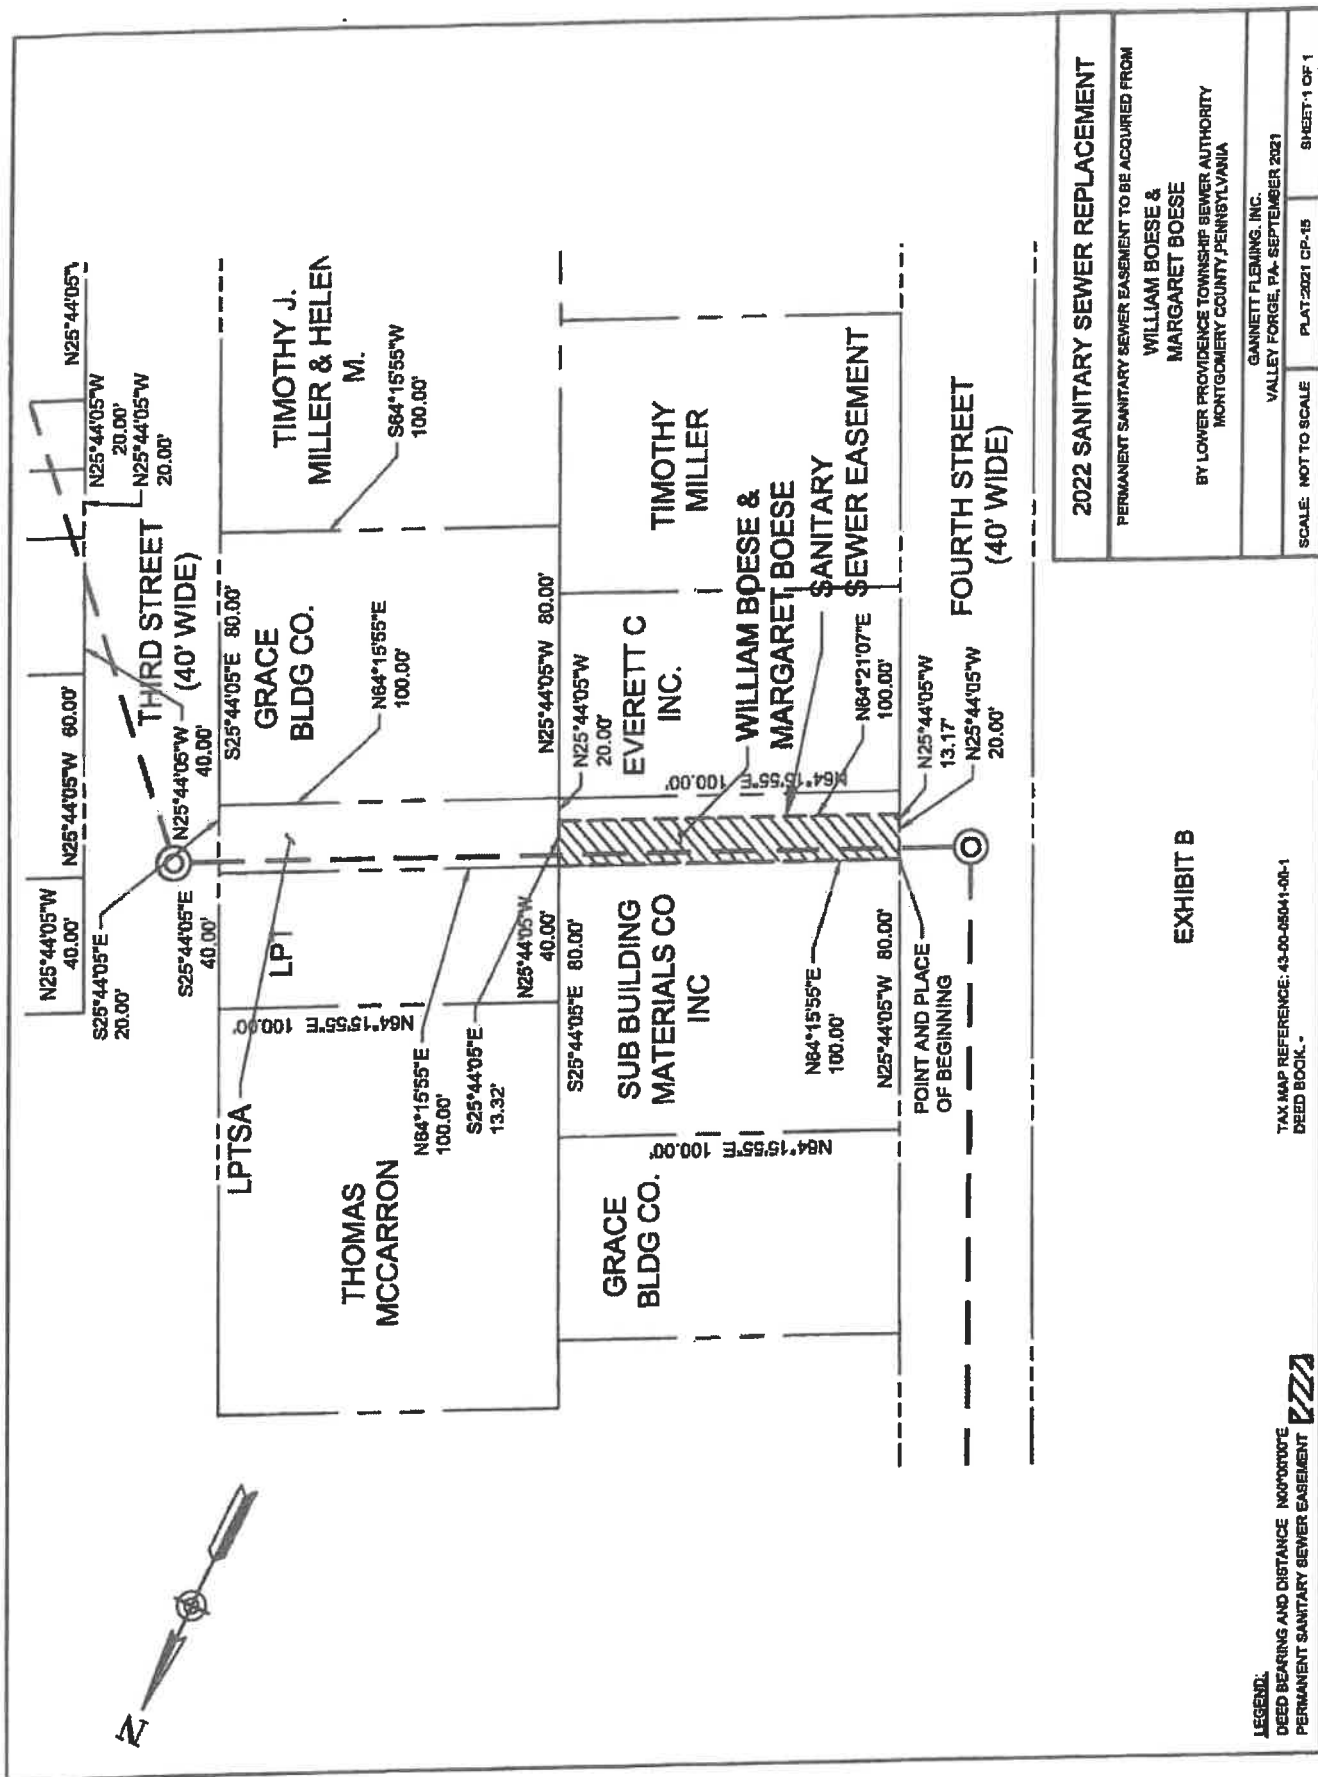 N25°44'05"W
40.00'
N25°44'05"W 60.00'
N25°44'05"W
20.00'
N25°44'05"W
20.00'
N25°44'05"W
S25°44'05"E
20.00'
THIRD STREET
(40' WIDE)
S25°44'05"E
40.00'
N25°44'05"W
40.00'
S25°44'05"E 80.00'
LPTSA
LPT
GRACE
BLDG CO.
TIMOTHY J.
MILLER & HELEN
M.
THOMAS
MCCARRON
N64°15'55"E 100.00'
N64°15'55"E
100.00'
S64°15'55"W
100.00'
N64°15'55"E
100.00'
S25°44'05"E
13.32'
N25°44'05"W
40.00'
N25°44'05"W 80.00'
S25°44'05"E 80.00'
N25°44'05"W
20.00'
GRACE
BLDG CO.
SUB BUILDING
MATERIALS CO
INC
EVERETT C
INC.
TIMOTHY
MILLER
WILLIAM BOESE &
MARGARET BOESE
SANITARY
SEWER EASEMENT
N64°15'55"E 100.00'
N64°15'55"E 100.00'
N64°15'55"E
100.00'
N64°21'07"E
100.00'
N25°44'05"W 80.00'
N25°44'05"W
13.17'
N25°44'05"W
20.00'
POINT AND PLACE
OF BEGINNING
FOURTH STREET
(40' WIDE)
N
EXHIBIT B
LEGEND:
DEED BEARING AND DISTANCE N00°00'00"E
PERMANENT SANITARY SEWER EASEMENT
TAX MAP REFERENCE: 43-00-05041-00-1
DEED BOOK. -
2022 SANITARY SEWER REPLACEMENT
PERMANENT SANITARY SEWER EASEMENT TO BE ACQUIRED FROM
WILLIAM BOESE &
MARGARET BOESE
BY LOWER PROVIDENCE TOWNSHIP SEWER AUTHORITY
MONTGOMERY COUNTY, PENNSYLVANIA
GANNETT FLEMING, INC.
VALLEY FORGE, PA- SEPTEMBER 2021
SCALE: NOT TO SCALE
PLAT:2021 CP-15
SHEET:1 OF 1